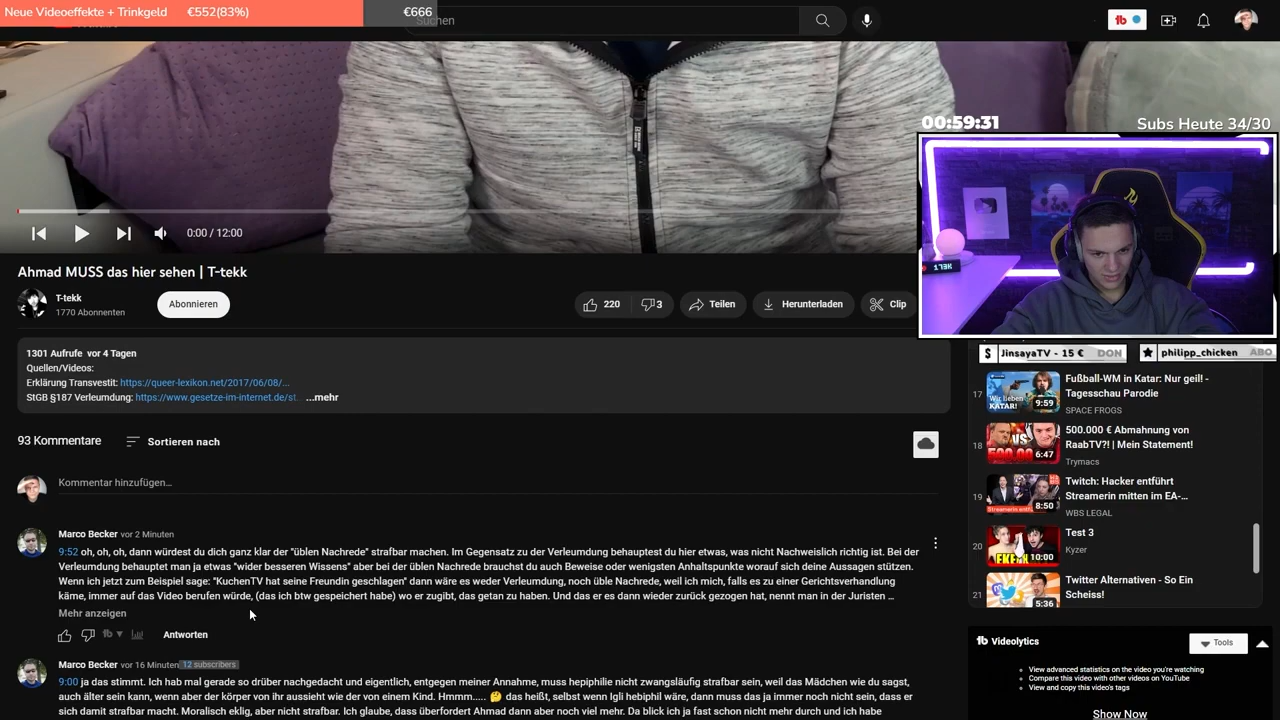 Neue Videoeffekte + Trinkgeld €552(83%) €666
Suchen
00:59:31 Subs Heute 34/30
173K
0:00 / 12:00
Ahmad MUSS das hier sehen | T-tekk
T-tekk
1770 Abonnenten
Abonnieren
220
3
Teilen
Herunterladen
Clip
$ JinsayaTV - 15 € DON
philipp_chicken ABO
1301 Aufrufe vor 4 Tagen
Quellen/Videos:
Erklärung Transvestit: https://queer-lexikon.net/2017/06/08/...
StGB §187 Verleumdung: https://www.gesetze-im-internet.de/st... ...mehr
93 Kommentare
Sortieren nach
Kommentar hinzufügen...
Marco Becker vor 2 Minuten
9:52 oh, oh, oh, dann würdest du dich ganz klar der "üblen Nachrede" strafbar machen. Im Gegensatz zu der Verleumdung behauptest du hier etwas, was nicht Nachweislich richtig ist. Bei der
Verleumdung behauptet man ja etwas "wider besseren Wissens" aber bei der üblen Nachrede brauchst du auch Beweise oder wenigsten Anhaltspunkte worauf sich deine Aussagen stützen.
Wenn ich jetzt zum Beispiel sage: "KuchenTV hat seine Freundin geschlagen" dann wäre es weder Verleumdung, noch üble Nachrede, weil ich mich, falls es zu einer Gerichtsverhandlung
käme, immer auf das Video berufen würde, (das ich btw gespeichert habe) wo er zugibt, das getan zu haben. Und das er es dann wieder zurück gezogen hat, nennt man in der Juristen ...
Mehr anzeigen
Antworten
Marco Becker vor 16 Minuten 12 subscribers
9:00 ja das stimmt. Ich hab mal gerade so drüber nachgedacht und eigentlich, entgegen meiner Annahme, muss hepiphilie nicht zwangsläufig strafbar sein, weil das Mädchen wie du sagst,
auch älter sein kann, wenn aber der körper von ihr aussieht wie der von einem Kind. Hmmm..... 🤔 das heißt, selbst wenn Igli hebiphil wäre, dann muss das ja immer noch nicht sein, dass er
sich damit strafbar macht. Moralisch eklig, aber nicht strafbar. Ich glaube, dass überfordert Ahmad dann aber noch viel mehr. Da blick ich ja fast schon nicht mehr durch und ich habe
17
9:59
Wir lieben KATAR!
Fußball-WM in Katar: Nur geil! -
Tagesschau Parodie
SPACE FROGS
18
VS
6:47
500.000 € Abmahnung von
RaabTV?! | Mein Statement!
Trymacs
19
8:50
Twitch: Hacker entführt
Streamerin mitten im EA-...
WBS LEGAL
20
10:00
Test 3
Kyzer
21
5:36
Twitter Alternativen - So Ein
Scheiss!
tb Videolytics
Tools
View advanced statistics on the video you're watching
Compare this video with other videos on YouTube
View and copy this video's tags
Show Now